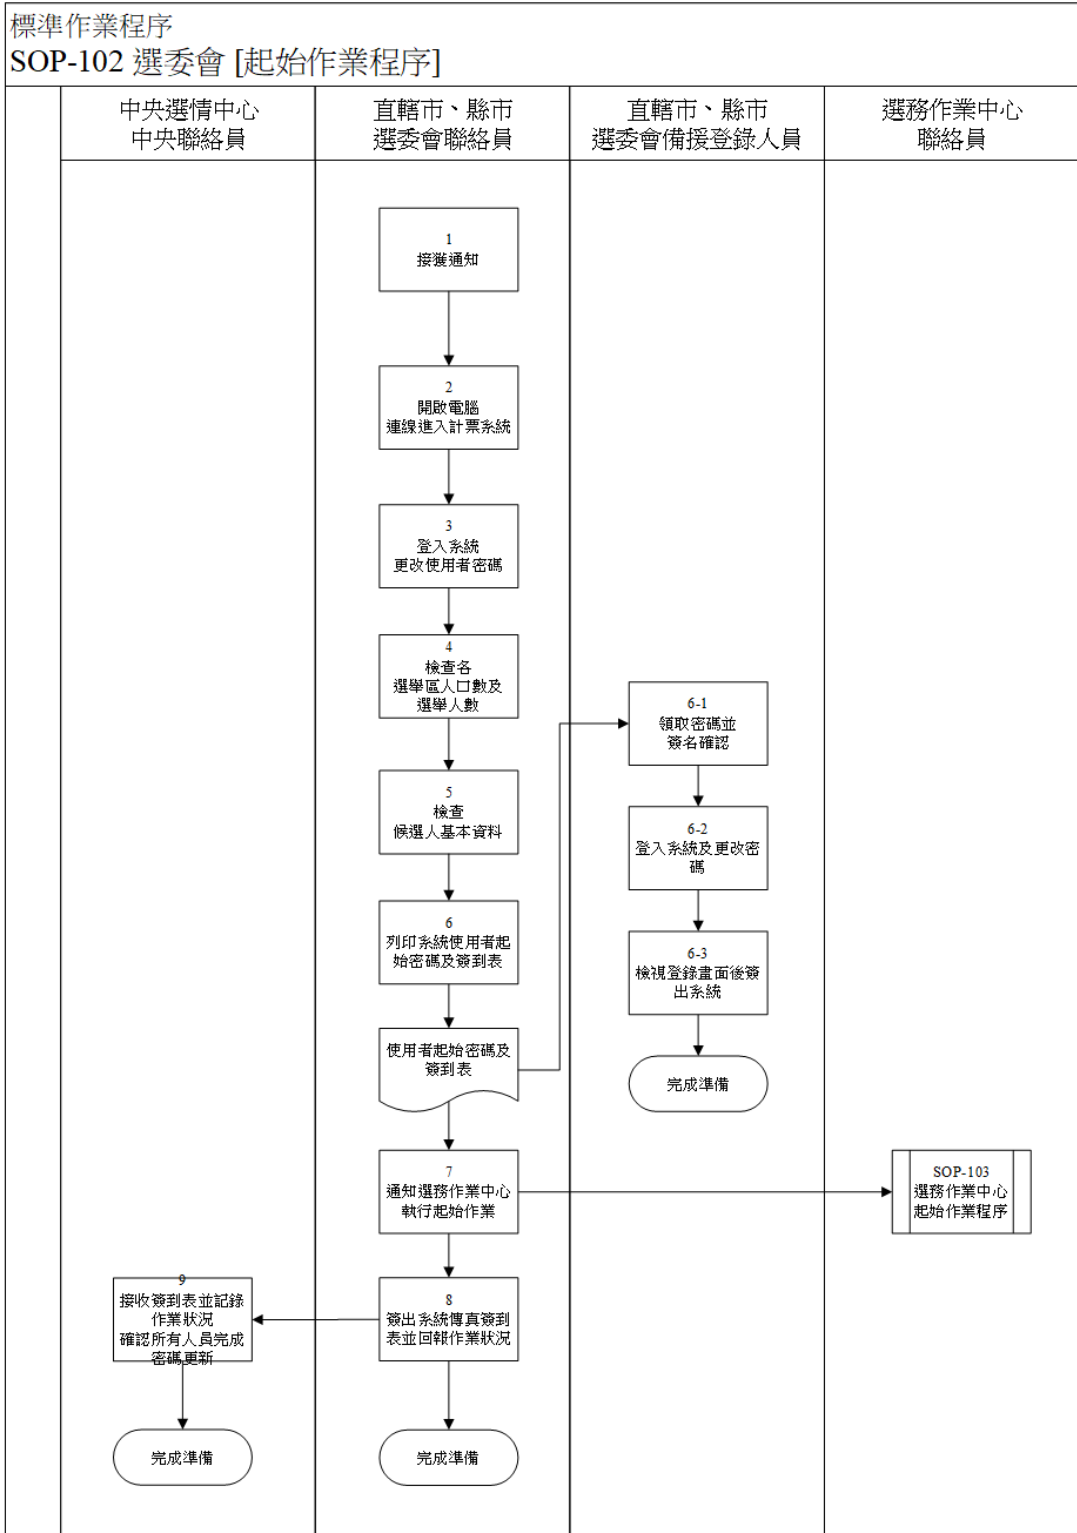 標準作業程序
SOP-102 選委會 [起始作業程序]
中央選情中心
中央聯絡員
直轄市、縣市
選委會聯絡員
直轄市、縣市
選委會備援登錄人員
選務作業中心
聯絡員
1
接獲通知
2
開啟電腦
連線進入計票系統
3
登入系統
更改使用者密碼
4
檢查各
選舉區人口數及
選舉人數
5
檢查
候選人基本資料
6
列印系統使用者起
始密碼及簽到表
使用者起始密碼及
簽到表
6-1
領取密碼並
簽名確認
6-2
登入系統及更改密
碼
6-3
檢視登錄畫面後簽
出系統
完成準備
7
通知選務作業中心
執行起始作業
SOP-103
選務作業中心
起始作業程序
8
簽出系統傳真簽到
表並回報作業狀況
9
接收簽到表並記錄
作業狀況
確認所有人員完成
密碼更新
完成準備
完成準備